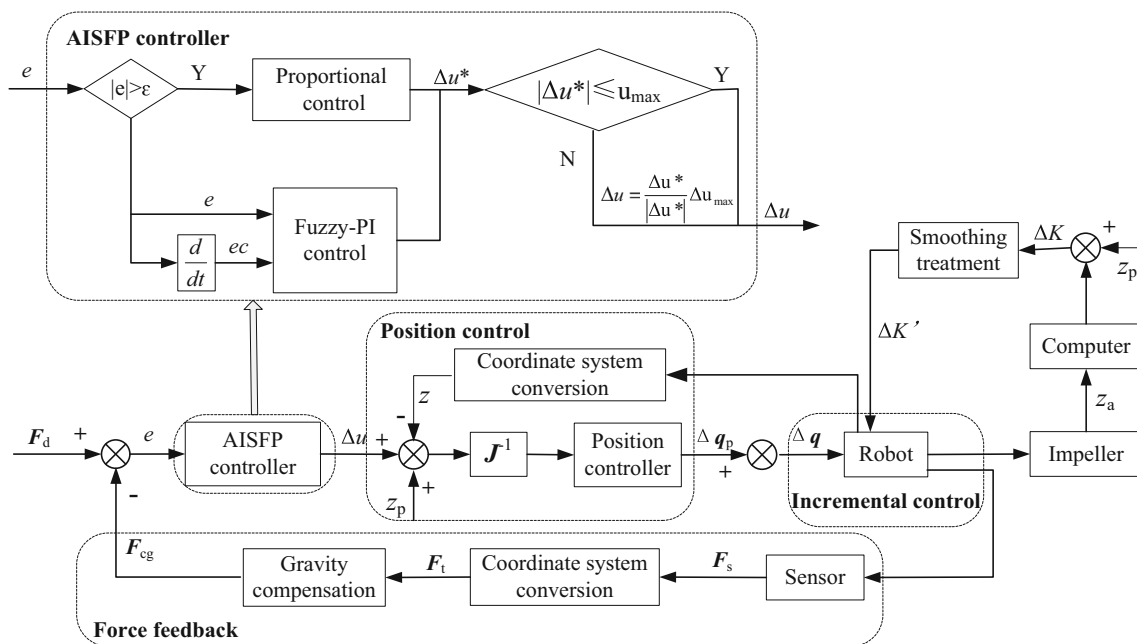 AISFP controller
e
|e|>ε
Y
Proportional
control
Δu*
|Δu*|≤u_max
Y
N
Δu = Δu* / |Δu*| Δu_max
Δu
e
d/dt
ec
Fuzzy-PI
control
Smoothing
treatment
ΔK
+
z_p
ΔK'
Computer
z_a
Position control
Coordinate system
conversion
z
-
F_d
+
e
AISFP
controller
Δu
+
J^-1
Position
controller
Δq_p
+
Δq
Robot
Impeller
-
z_p
+
Incremental control
F_cg
Gravity
compensation
F_t
Coordinate system
conversion
F_s
Sensor
Force feedback